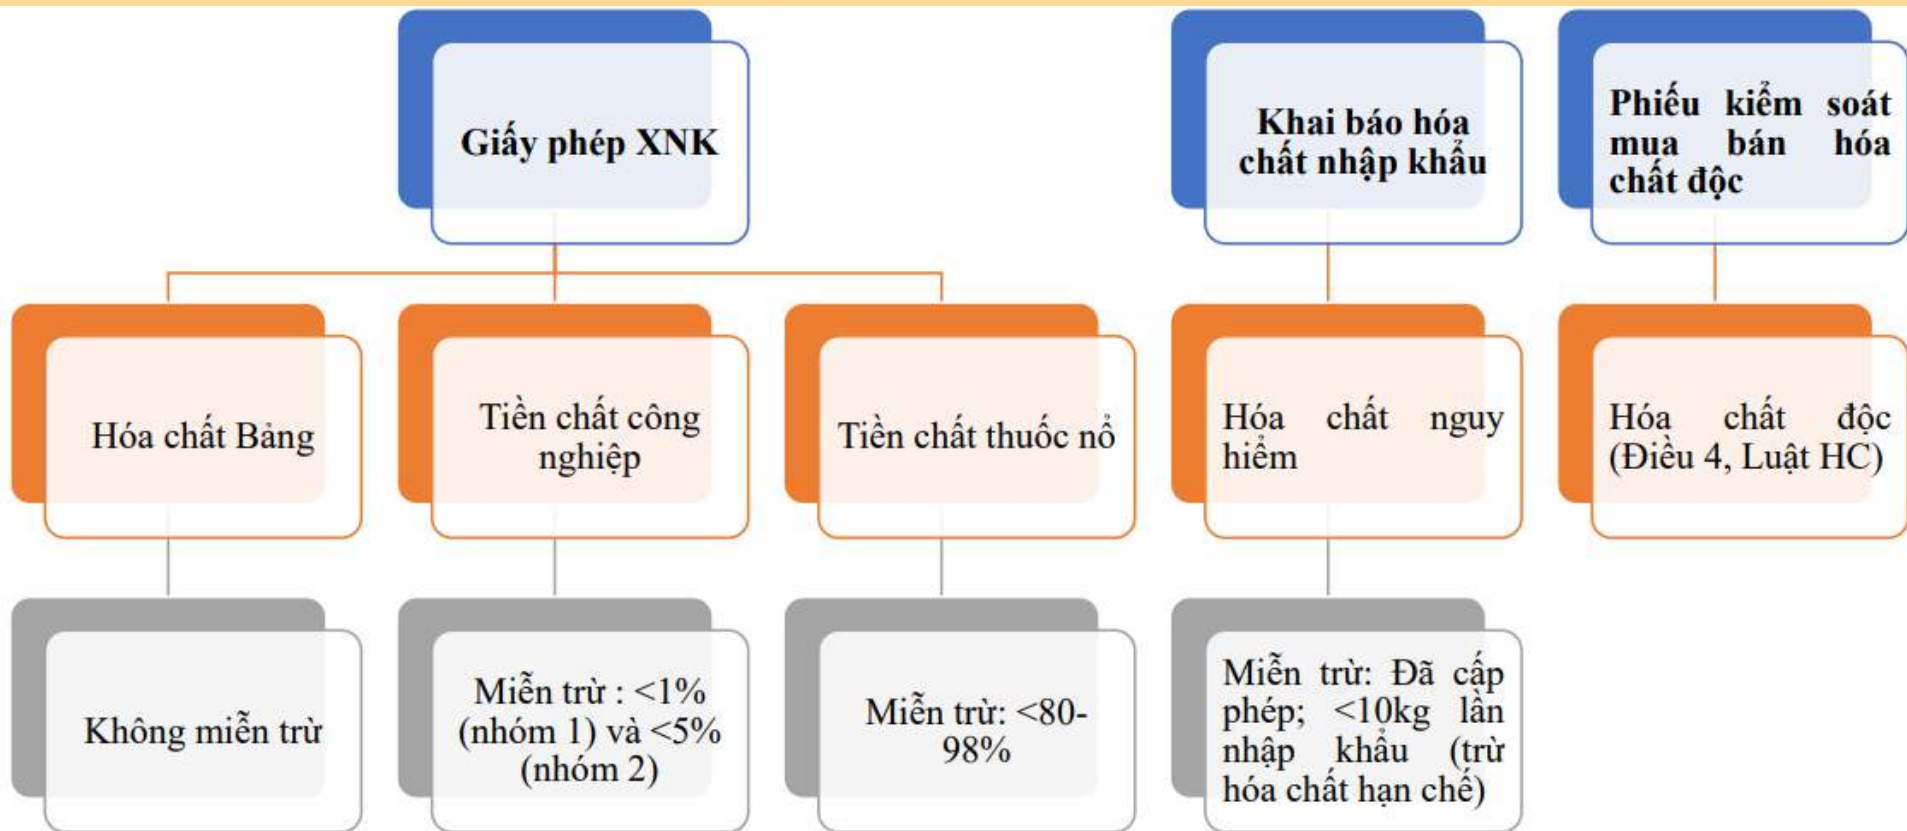 Giấy phép XNK
Khai báo hóa
chất nhập khẩu
Phiếu kiểm soát
mua bán hóa
chất độc
Hóa chất Bảng
Tiền chất công
nghiệp
Tiền chất thuốc nổ
Hóa chất nguy
hiểm
Hóa chất độc
(Điều 4, Luật HC)
Không miễn trừ
Miễn trừ : <1%
(nhóm 1) và <5%
(nhóm 2)
Miễn trừ: <80-
98%
Miễn trừ: Đã cấp
phép; <10kg lần
nhập khẩu (trừ
hóa chất hạn chế)